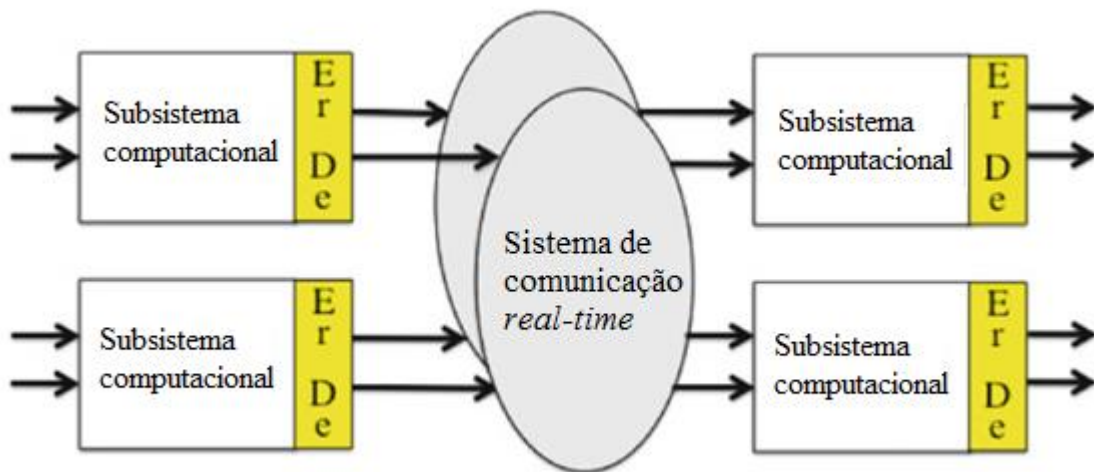 Subsistema
computacional
E
r
D
e
Subsistema
computacional
E
r
D
e
Sistema de
comunicação
real-time
Subsistema
computacional
E
r
D
e
Subsistema
computacional
E
r
D
e